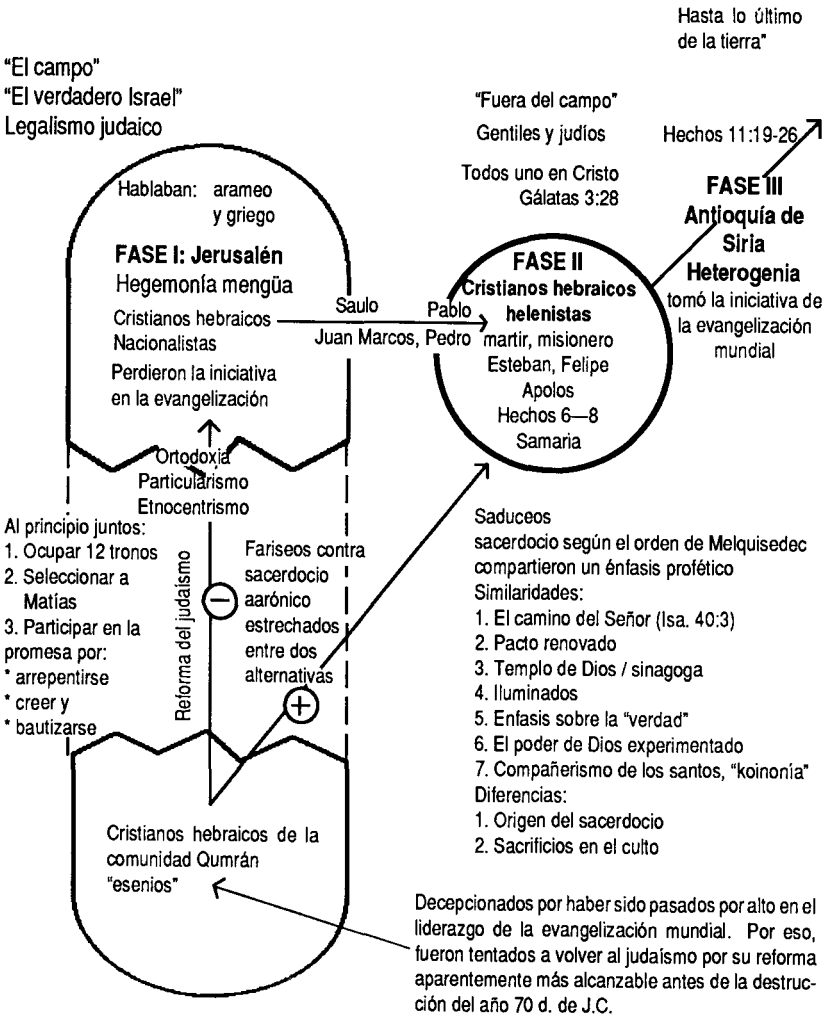 Hasta lo último
de la tierra"
"El campo"
"El verdadero Israel"
Legalismo judaico
"Fuera del campo"
Gentiles y judíos
Todos uno en Cristo
Gálatas 3:28
Hechos 11:19-26
FASE III
Antioquía de
Siria
Heterogenia
tomó la iniciativa de
la evangelización
mundial
Hablaban: arameo
y griego
FASE I: Jerusalén
Hegemonía mengüa
Cristianos hebraicos
Nacionalistas
Perdieron la iniciativa
en la evangelización
Saulo Pablo
Juan Marcos, Pedro
FASE II
Cristianos hebraicos
helenistas
martir, misionero
Esteban, Felipe
Apolos
Hechos 6—8
Samaria
Ortodoxia
Particularismo
Etnocentrismo
Al principio juntos:
1. Ocupar 12 tronos
2. Seleccionar a
Matías
3. Participar en la
promesa por:
* arrepentirse
* creer y
* bautizarse
Reforma del judaísmo
Fariseos contra
sacerdocio
aarónico
estrechados
entre dos
alternativas
Saduceos
sacerdocio según el orden de Melquisedec
compartieron un énfasis profético
Similaridades:
1. El camino del Señor (Isa. 40:3)
2. Pacto renovado
3. Templo de Dios / sinagoga
4. Iluminados
5. Enfasis sobre la "verdad"
6. El poder de Dios experimentado
7. Compañerismo de los santos, "koinonía"
Diferencias:
1. Origen del sacerdocio
2. Sacrificios en el culto
Cristianos hebraicos de la
comunidad Qumrán
"esenios"
Decepcionados por haber sido pasados por alto en el
liderazgo de la evangelización mundial. Por eso,
fueron tentados a volver al judaísmo por su reforma
aparentemente más alcanzable antes de la destruc-
ción del año 70 d. de J.C.